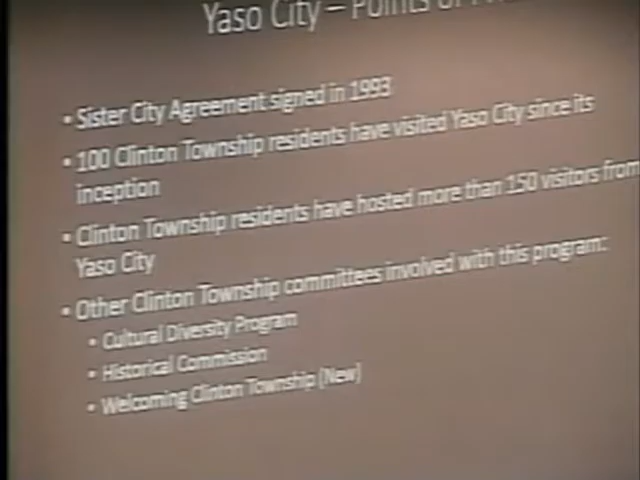 Yaso City – Points of
• Sister City Agreement signed in 1993
• 100 Clinton Township residents have visited Yaso City since its
inception
• Clinton Township residents have hosted more than 150 visitors from
Yaso City
• Other Clinton Township committees involved with this program:
• Cultural Diversity Program
• Historical Commission
• Welcoming Clinton Township (New)